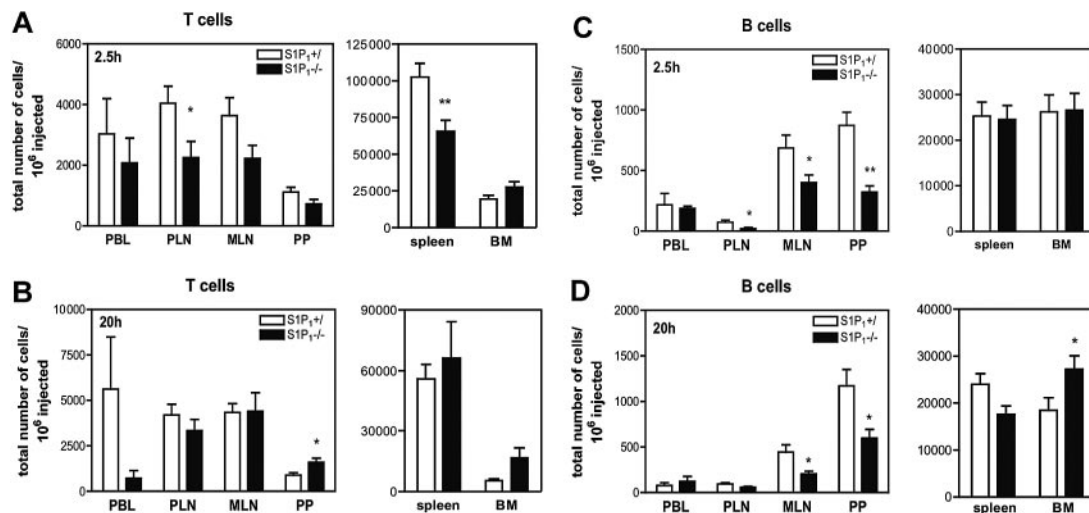 A
T cells
total number of cells/
10⁶ injected
6000
4000
2000
0
2.5h
S1P₁+/
S1P₁-/-
*
PBL PLN MLN PP
125000
100000
75000
50000
25000
0
**
spleen BM
C
B cells
total number of cells/
10⁶ injected
1500
1000
500
0
2.5h
S1P₁+/
S1P₁-/-
*
*
**
PBL PLN MLN PP
40000
30000
20000
10000
0
spleen BM
B
T cells
total number of cells/
10⁶ injected
10000
7500
5000
2500
0
20h
S1P₁+/
S1P₁-/-
*
PBL PLN MLN PP
90000
60000
30000
0
spleen BM
D
B cells
total number of cells/
10⁶ injected
2000
1500
1000
500
0
20h
S1P₁+/
S1P₁-/-
*
*
PBL PLN MLN PP
40000
30000
20000
10000
0
*
spleen BM